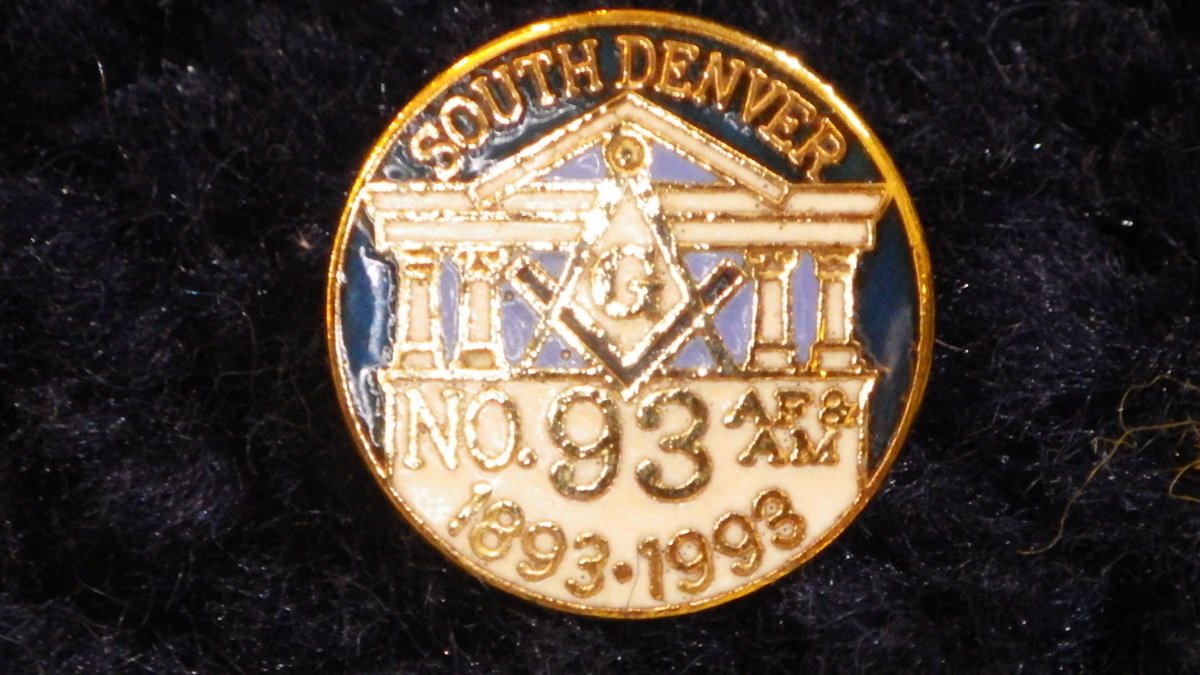 SOUTH DENVER
G
NO. 93 AF &
AM
1893·1993